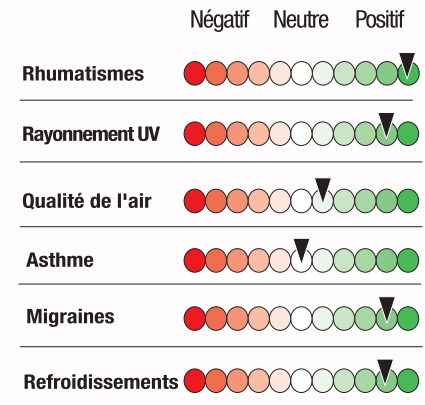 Négatif Neutre Positif
Rhumatismes
Rayonnement UV
Qualité de l'air
Asthme
Migraines
Refroidissements